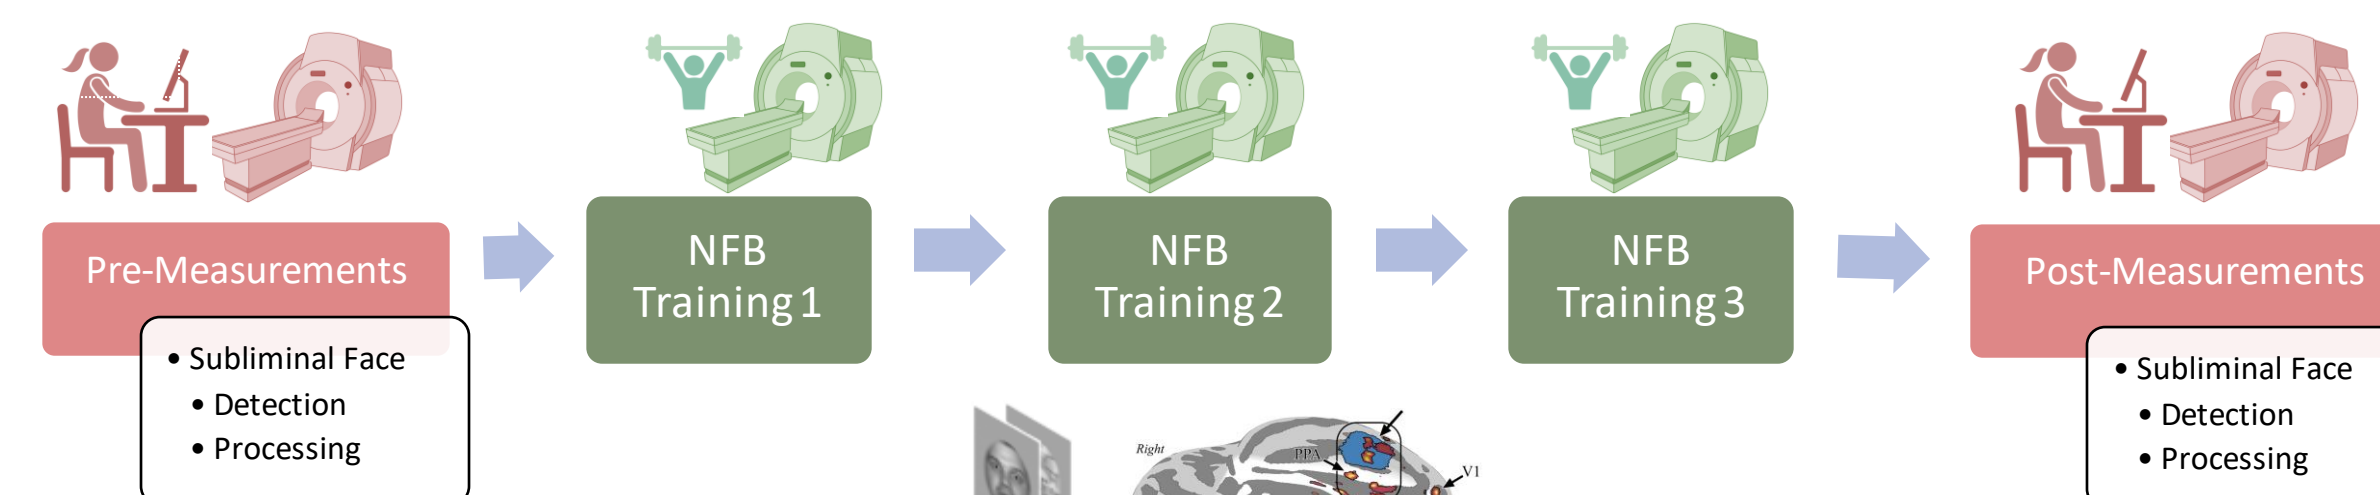 Pre-Measurements
• Subliminal Face
• Detection
• Processing
NFB
Training 1
NFB
Training 2
NFB
Training 3
Post-Measurements
• Subliminal Face
• Detection
• Processing
Right
PPA
V1